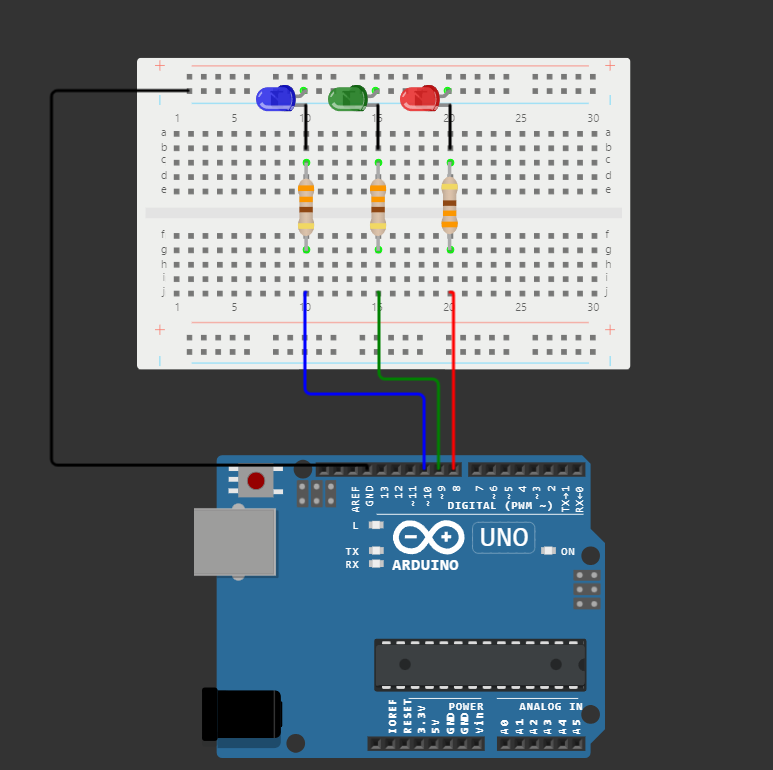 + +
1 5 10 15 20 25 30
a a
b b
c c
d d
e e
f f
g g
h h
i i
j j
1 5 10 15 20 25 30
+ +
AREF
GND
13
12
~11
~10
~9
8
7
~6
~5
4
~3
2
TX→1
RX←0
DIGITAL (PWM ~)
L
UNO
TX
RX
ON
ARDUINO
POWER
ANALOG IN
IOREF
RESET
3.3V
5V
GND
GND
Vin
A0
A1
A2
A3
A4
A5